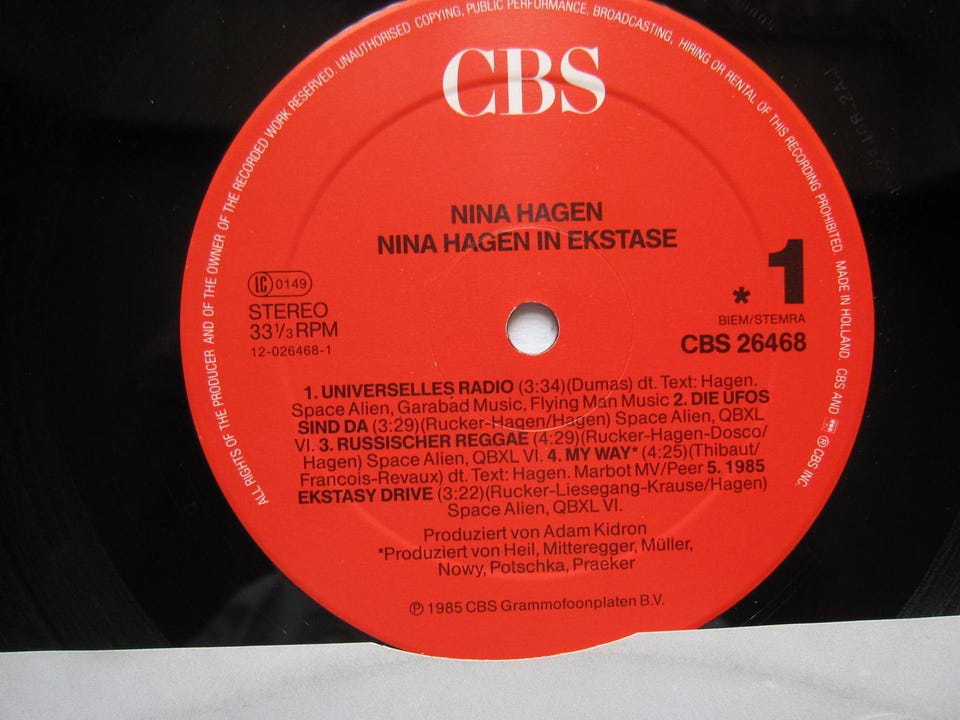 ALL RIGHTS OF THE PRODUCER AND OF THE OWNER OF THE RECORDED WORK RESERVED. UNAUTHORISED COPYING, PUBLIC PERFORMANCE, BROADCASTING, HIRING OR RENTAL OF THIS RECORDING PROHIBITED. MADE IN HOLLAND. CBS AND ℗ CBS INC.
CBS
NINA HAGEN
NINA HAGEN IN EKSTASE
LC 0149
STEREO
33 1/3 RPM
12-026468-1
* 1
BIEM/STEMRA
CBS 26468
1. UNIVERSELLES RADIO (3:34)(Dumas) dt. Text: Hagen.
Space Alien, Garabad Music, Flying Man Music 2. DIE UFOS
SIND DA (3:29)(Rucker-Hagen/Hagen) Space Alien, QBXL
VI. 3. RUSSISCHER REGGAE (4:29)(Rucker-Hagen-Dosco/
Hagen) Space Alien, QBXL VI. 4. MY WAY* (4:25)(Thibaut/
Francois-Revaux) dt. Text: Hagen. Marbot MV/Peer 5. 1985
EKSTASY DRIVE (3:22)(Rucker-Liesegang-Krause/Hagen)
Space Alien, QBXL VI.
Produziert von Adam Kidron
*Produziert von Heil, Mitteregger, Müller,
Nowy, Potschka, Praeker
℗ 1985 CBS Grammofoonplaten B.V.